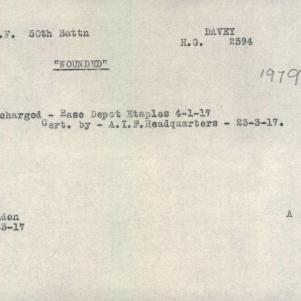 .F. 50th Battn DAVEY
H.G. 2594
"WOUNDED"
1979
charged - Base Depot Etaples 4-1-17
Cert. by - A.I.F.Headquarters - 23-3-17.
A
don
3-17